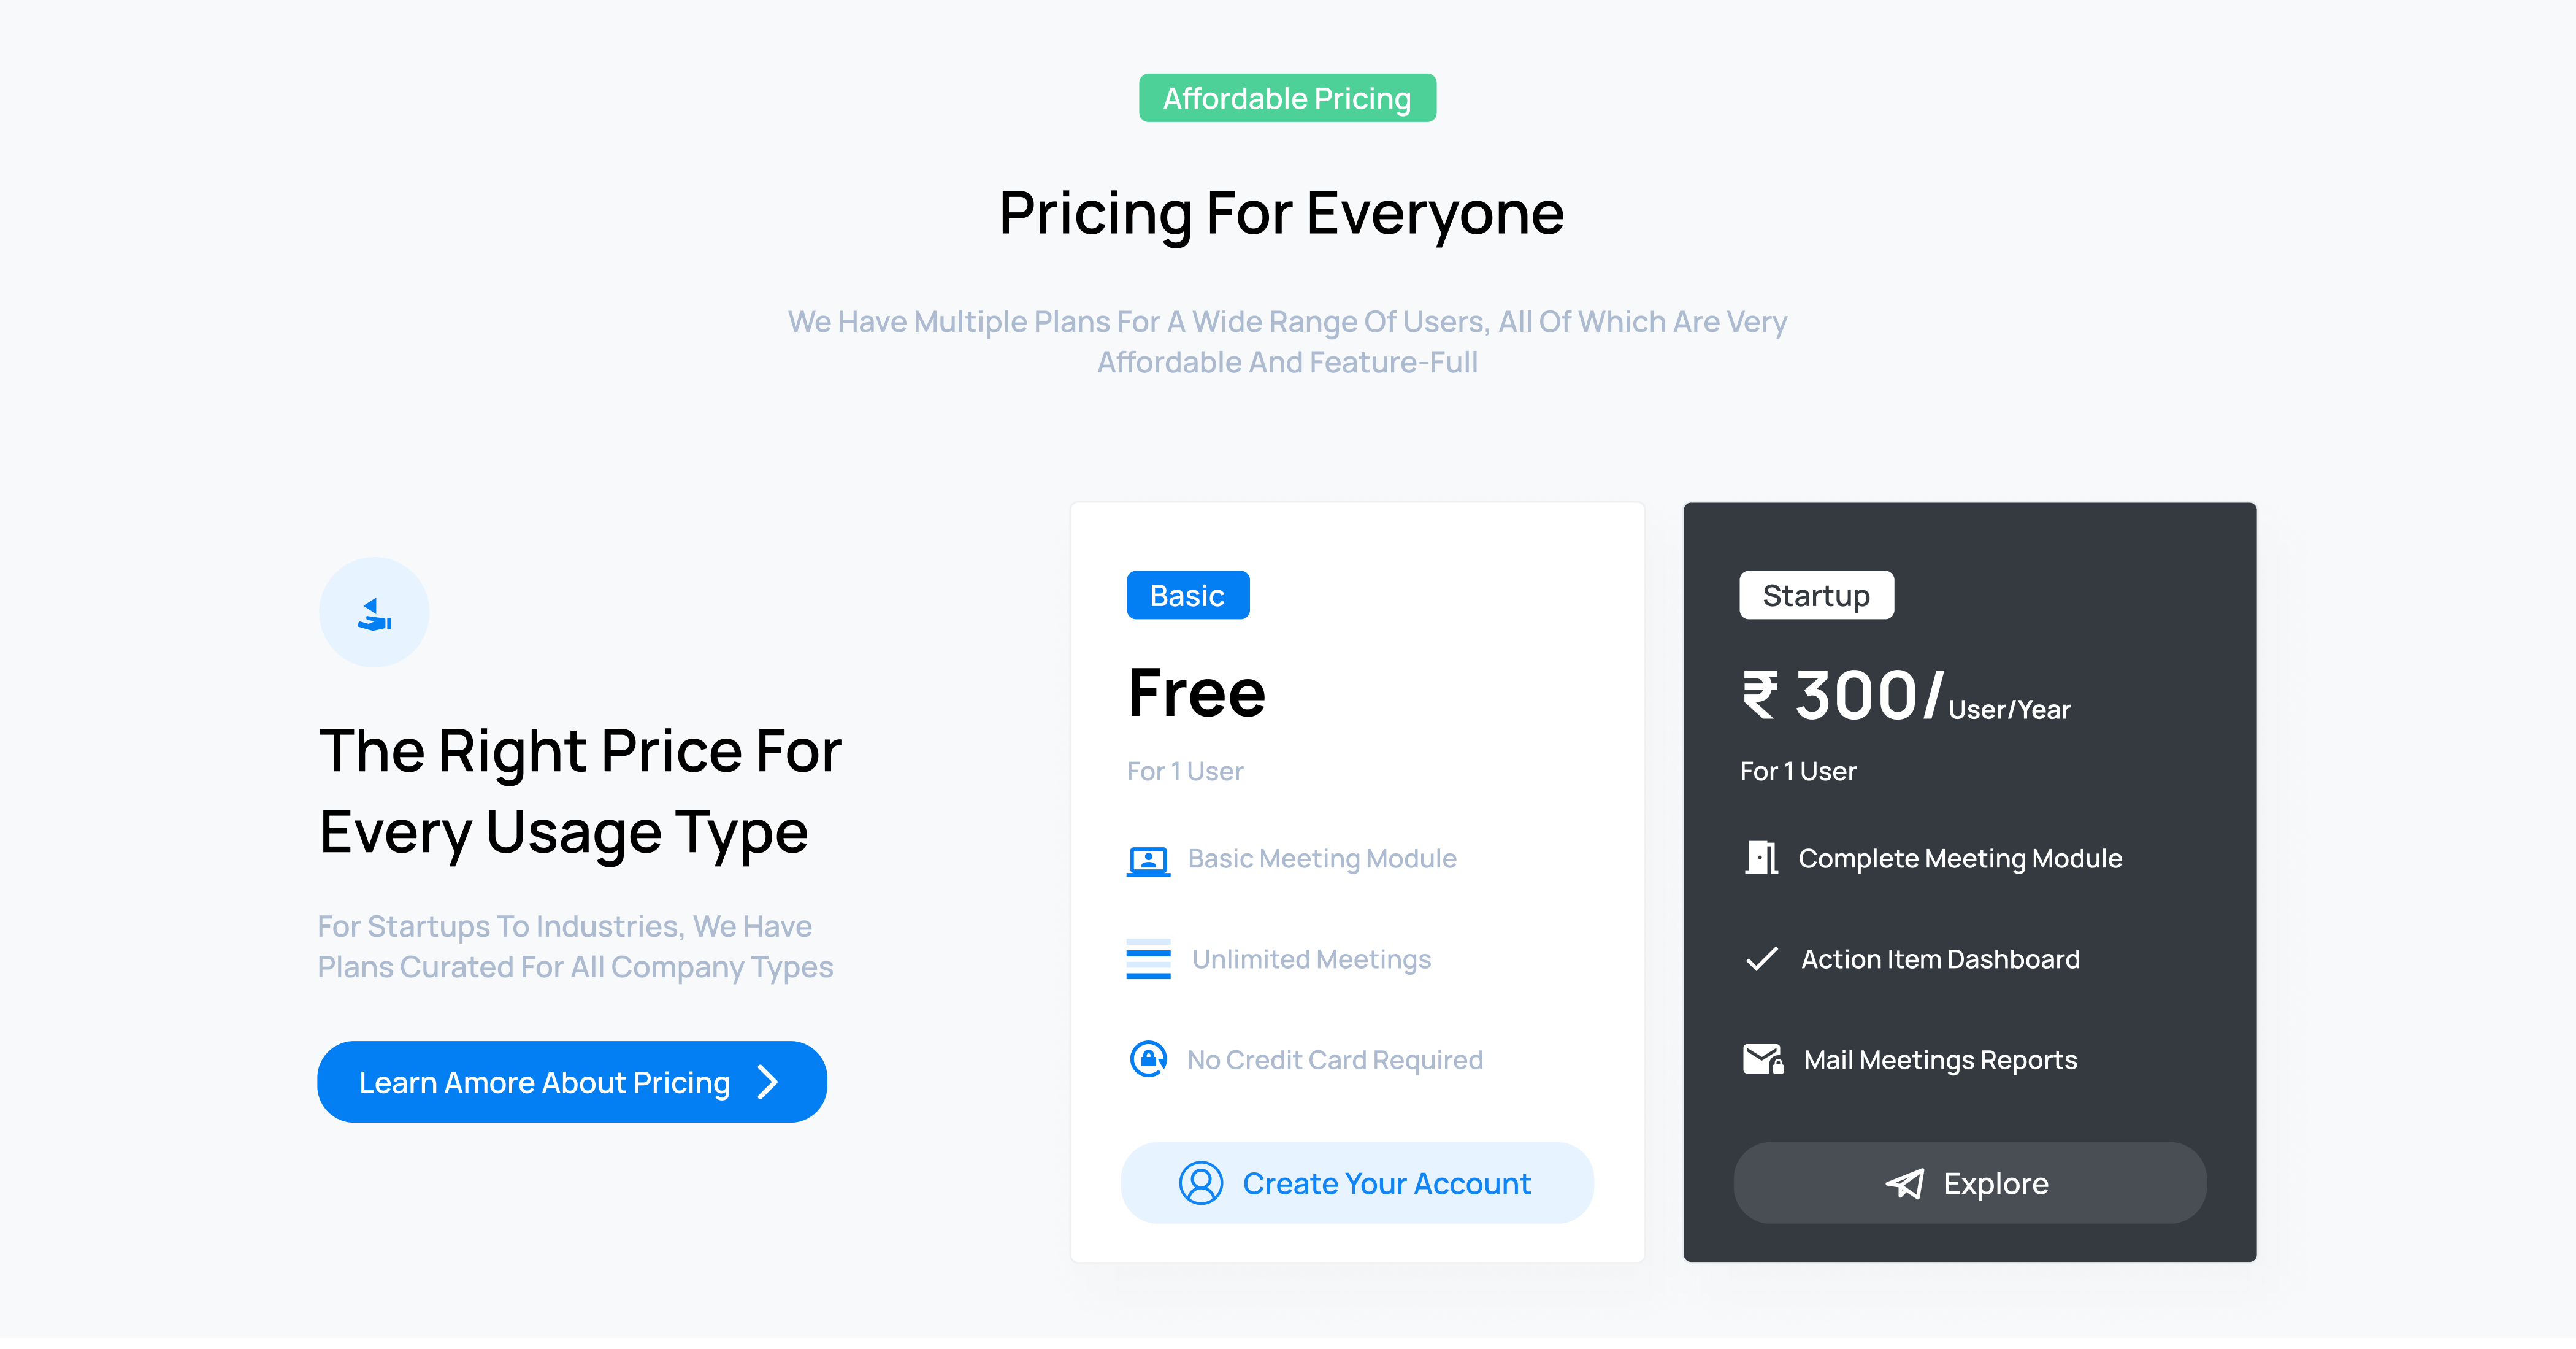 Affordable Pricing
Pricing For Everyone
We Have Multiple Plans For A Wide Range Of Users, All Of Which Are Very
Affordable And Feature-Full
The Right Price For
Every Usage Type
For Startups To Industries, We Have
Plans Curated For All Company Types
Learn Amore About Pricing
Basic
Free
For 1 User
Basic Meeting Module
Unlimited Meetings
No Credit Card Required
Create Your Account
Startup
₹ 300/User/Year
For 1 User
Complete Meeting Module
Action Item Dashboard
Mail Meetings Reports
Explore